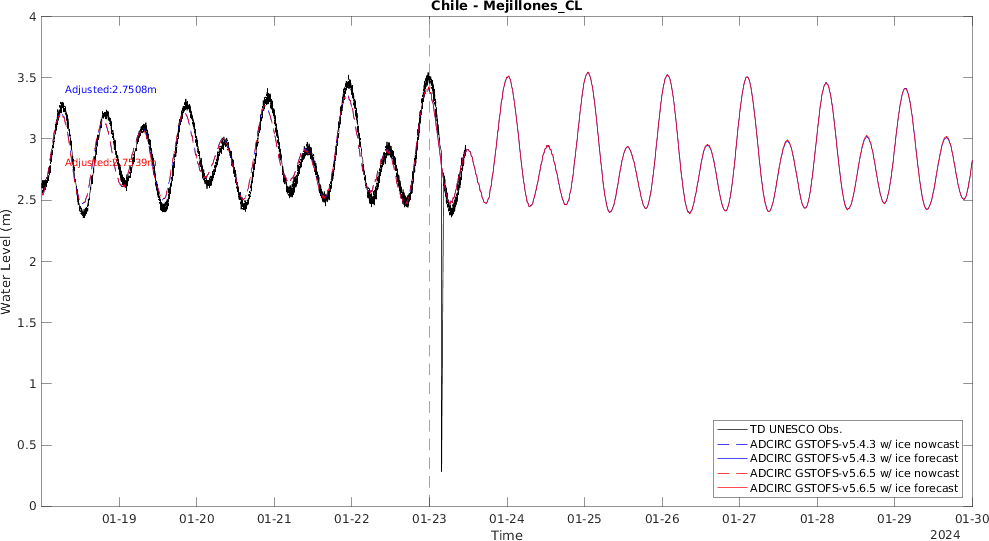 Chile - Mejillones_CL
4
3.5
3
2.5
2
1.5
1
0.5
0
Water Level (m)
Adjusted:2.7508m
Adjusted:2.7539m
TD UNESCO Obs.
ADCIRC GSTOFS-v5.4.3 w/ ice nowcast
ADCIRC GSTOFS-v5.4.3 w/ ice forecast
ADCIRC GSTOFS-v5.6.5 w/ ice nowcast
ADCIRC GSTOFS-v5.6.5 w/ ice forecast
01-19 01-20 01-21 01-22 01-23 01-24 01-25 01-26 01-27 01-28 01-29 01-30
Time
2024